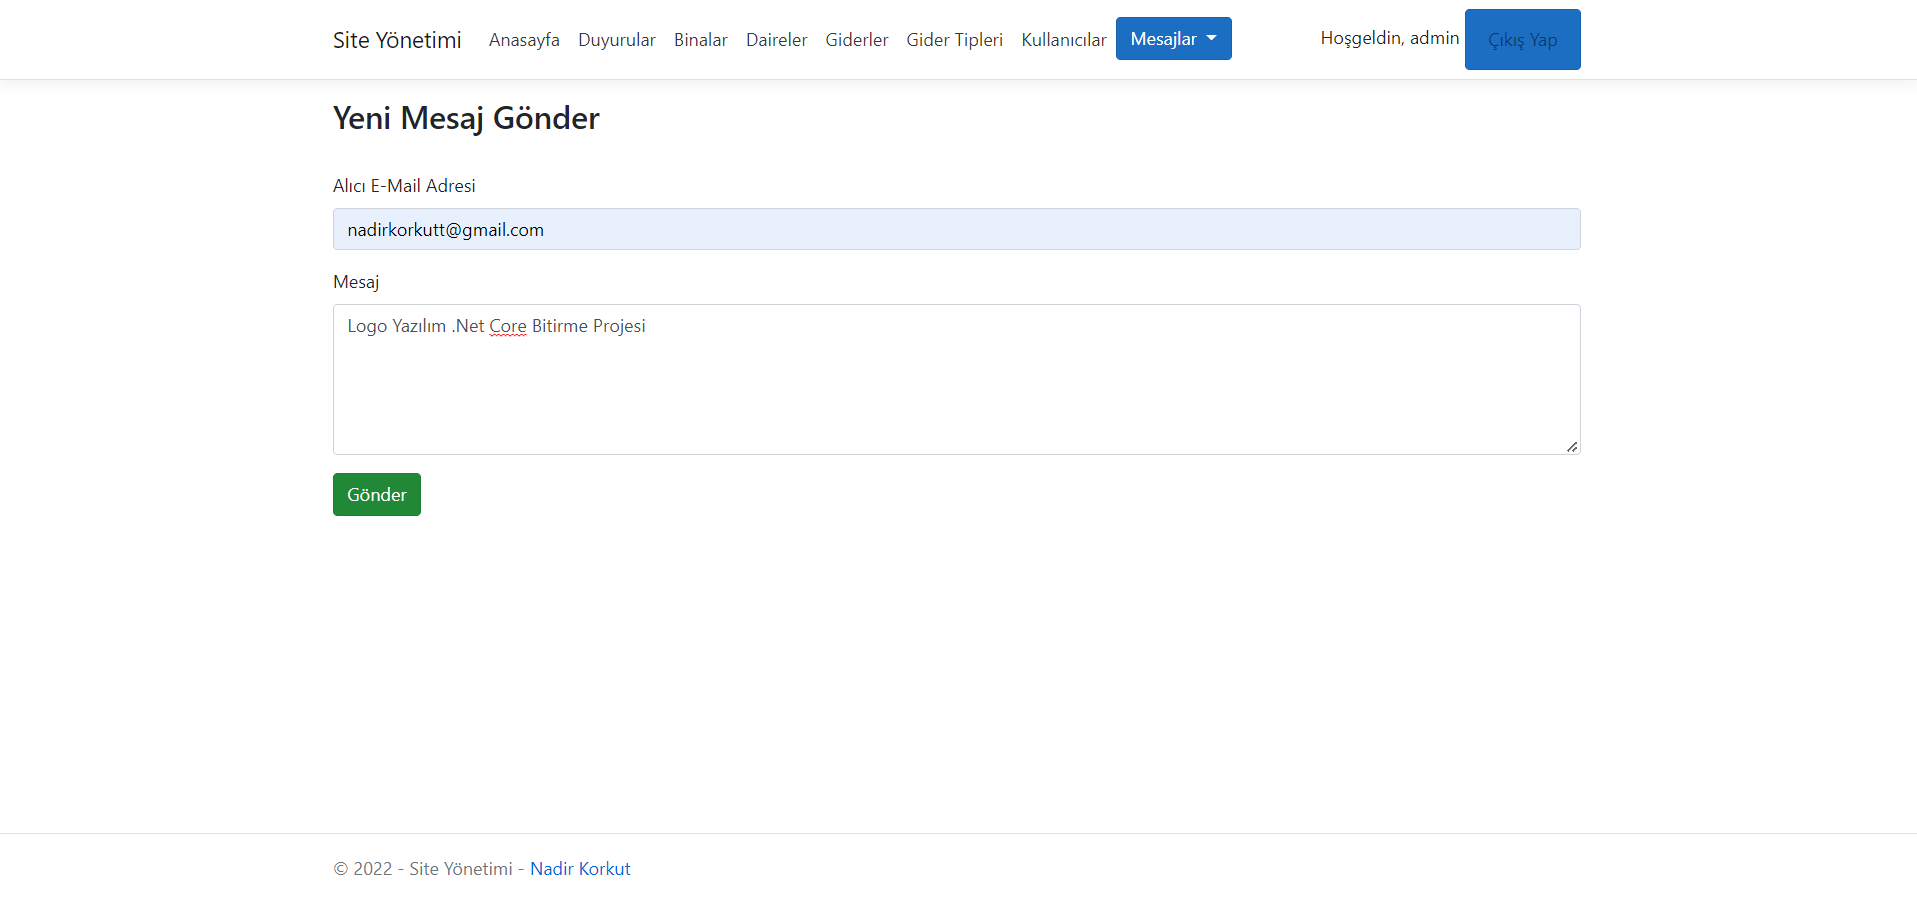 Site Yönetimi Anasayfa Duyurular Binalar Daireler Giderler Gider Tipleri Kullanıcılar Mesajlar Hoşgeldin, admin Çıkış Yap
Yeni Mesaj Gönder
Alıcı E-Mail Adresi
nadirkorkutt@gmail.com
Mesaj
Logo Yazılım .Net Core Bitirme Projesi
Gönder
© 2022 - Site Yönetimi - Nadir Korkut